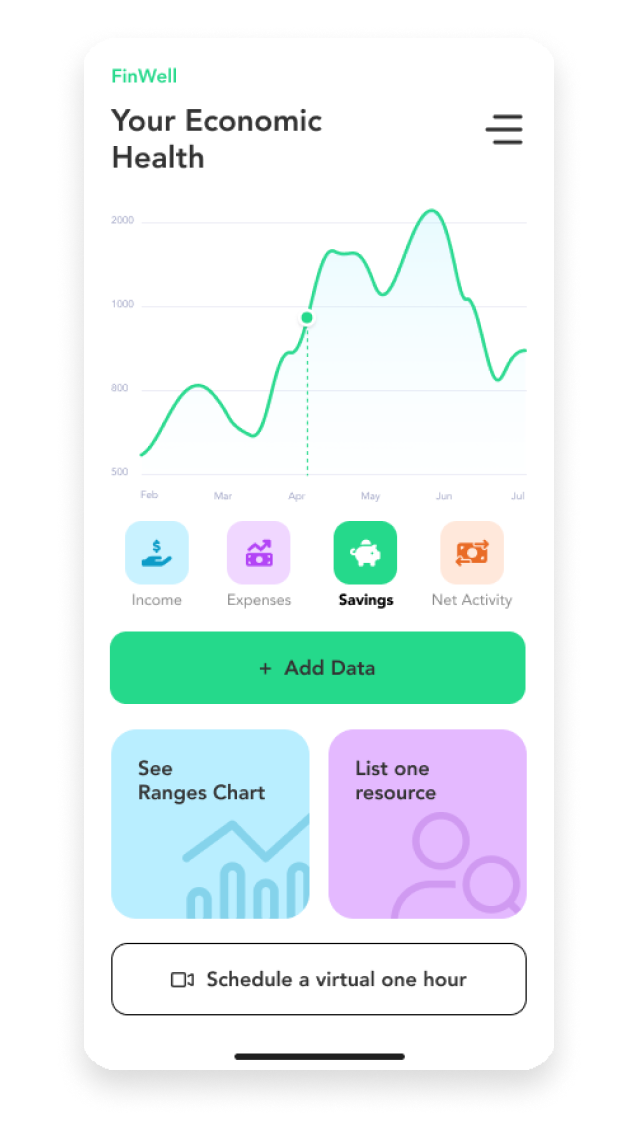 FinWell
Your Economic
Health
2000
1000
800
500
Feb Mar Apr May Jun Jul
$
Income Expenses Savings Net Activity
+ Add Data
See
Ranges Chart
List one
resource
Schedule a virtual one hour